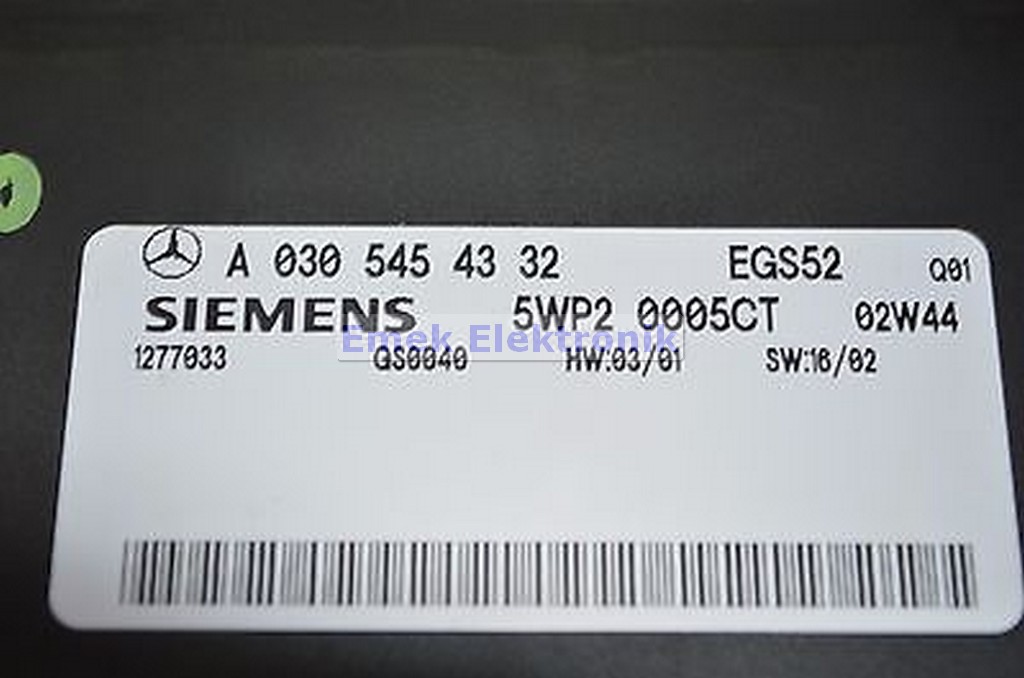 A 030 545 43 32 EGS52 Q01
SIEMENS 5WP2 0005CT 02W44
Emek Elektronik
1277033 QS0040 HW:03/01 SW:16/02